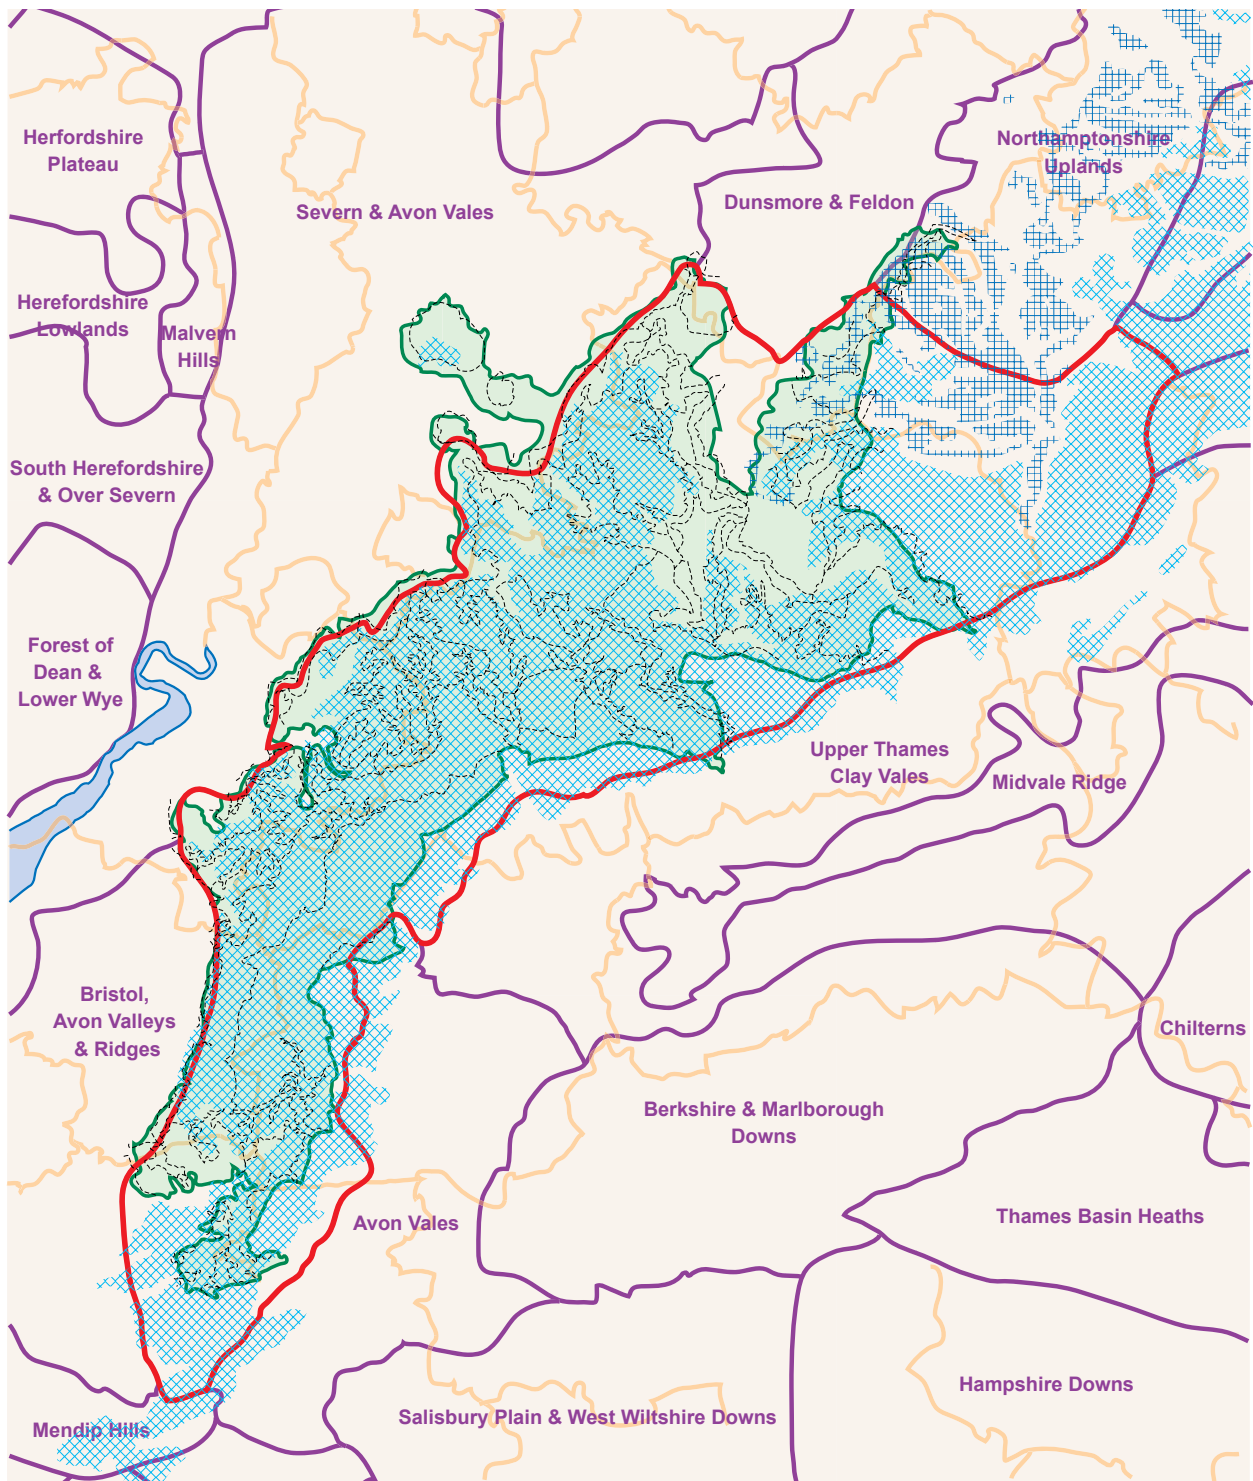 Herfordshire
Plateau
Northamptonshire
Uplands
Severn & Avon Vales
Dunsmore & Feldon
Herefordshire
Lowlands
Malvern
Hills
South Herefordshire
& Over Severn
Forest of
Dean &
Lower Wye
Upper Thames
Clay Vales
Midvale Ridge
Bristol,
Avon Valleys
& Ridges
Chilterns
Berkshire & Marlborough
Downs
Avon Vales
Thames Basin Heaths
Hampshire Downs
Salisbury Plain & West Wiltshire Downs
Mendip Hills